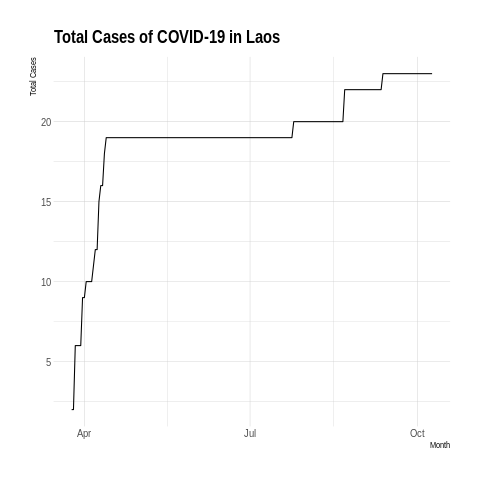 Total Cases of COVID-19 in Laos
Total Cases
20
15
10
5
Apr
Jul
Oct
Month